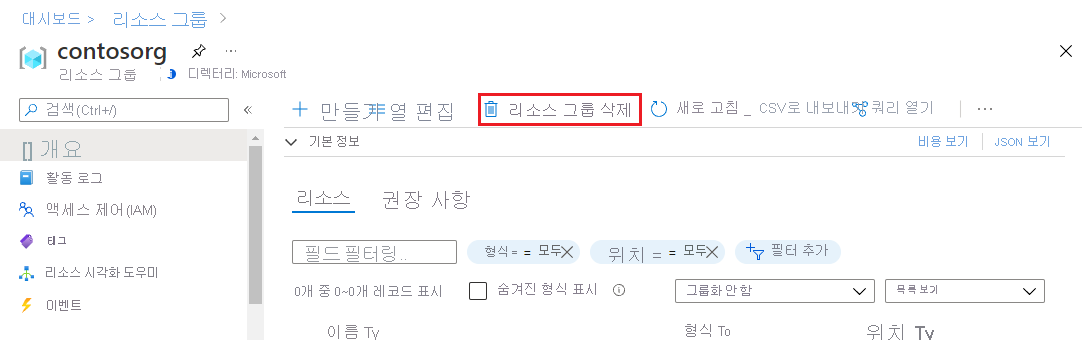 대시보드 > 리소스 그룹 >
contosorg ...
리소스 그룹 디렉터리: Microsoft
검색(Ctrl+/) «
+ 만들기 열 편집 리소스 그룹 삭제 새로 고침 _ CSV로 내보내기 쿼리 열기 ...
기본 정보 비용 보기 JSON 보기
[] 개요
활동 로그
액세스 제어(IAM)
태그
리소스 시각화 도우미
이벤트
리소스 권장 사항
필드 필터링.. 형식 = = 모두 위치 = = 모두 필터 추가
0개 중 0~0개 레코드 표시 숨겨진 형식 표시 그룹화 안 함 목록 보기
이름 Ty 형식 To 위치 Ty